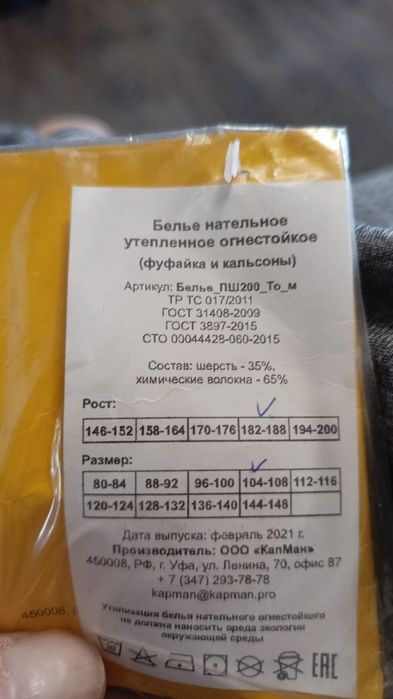 Белье нательное
утепленное огнестойкое
(фуфайка и кальсоны)
Артикул: Белье_ПШ200_То_м
ТР ТС 017/2011
ГОСТ 31408-2009
ГОСТ 3897-2015
СТО 00044428-060-2015
Состав: шерсть - 35%,
химические волокна - 65%
Рост:
146-152 158-164 170-176 182-188 194-200
Размер:
80-84 88-92 96-100 104-108 112-116
120-124 128-132 136-140 144-148
Дата выпуска: февраль 2021 г.
Производитель: ООО «КапМан»
450008, РФ, г. Уфа, ул. Ленина, 70, офис 87
+ 7 (347) 293-78-78
kapman@kapman.pro
450008,
Утилизация белья нательного огнестойкого
не должна наносить вреда экологии
окружающей среды
30
EAC